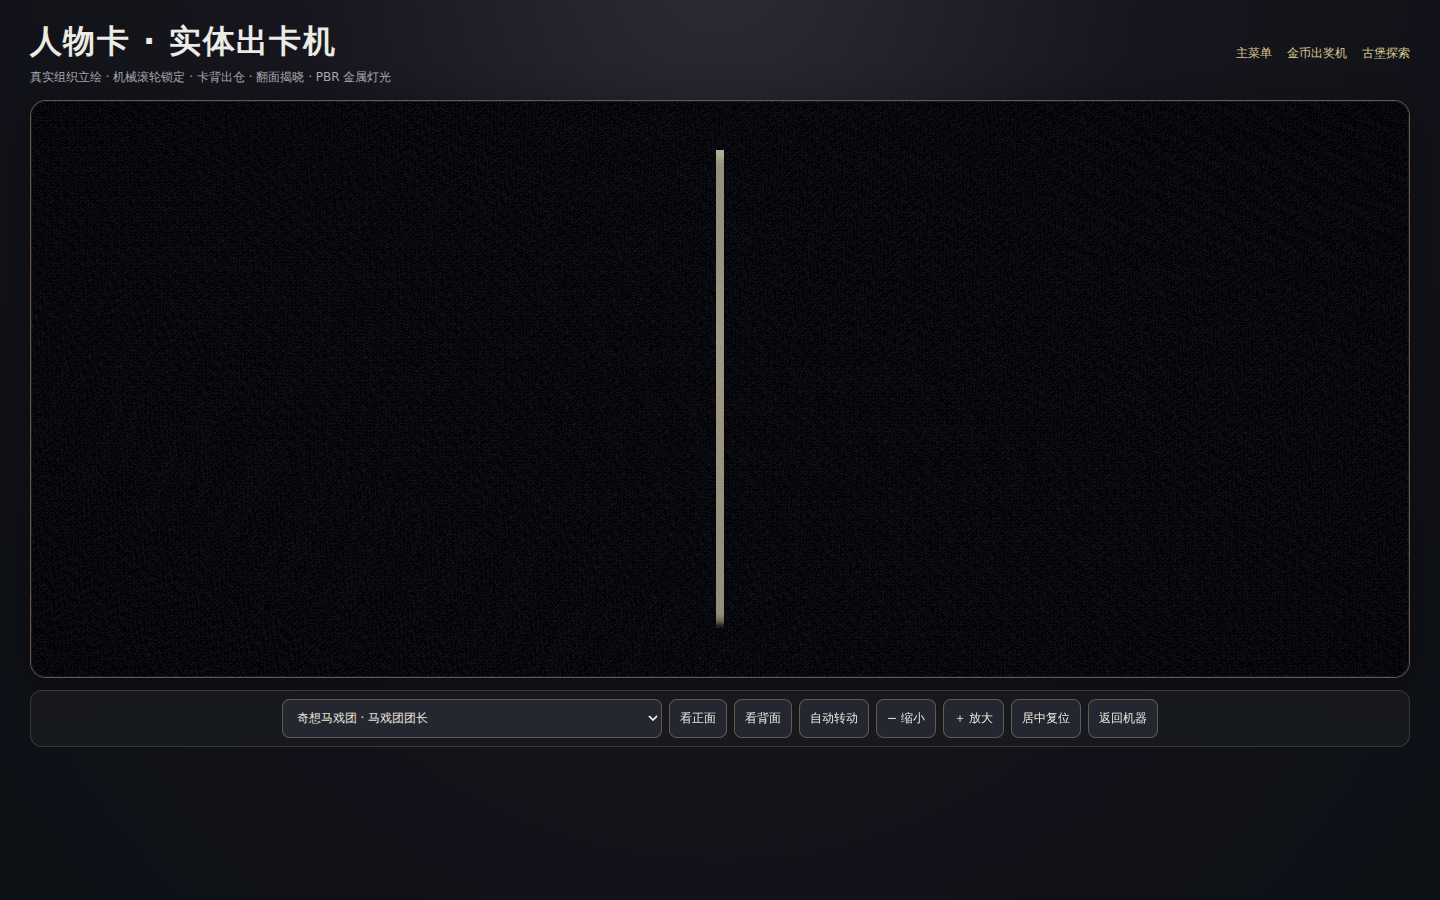 人物卡 · 实体出卡机
真实组织立绘 · 机械滚轮锁定 · 卡背出仓 · 翻面揭晓 · PBR 金属灯光
主菜单 金币出奖机 古堡探索
奇想马戏团 · 马戏团团长
看正面
看背面
自动转动
− 缩小
+ 放大
居中复位
返回机器